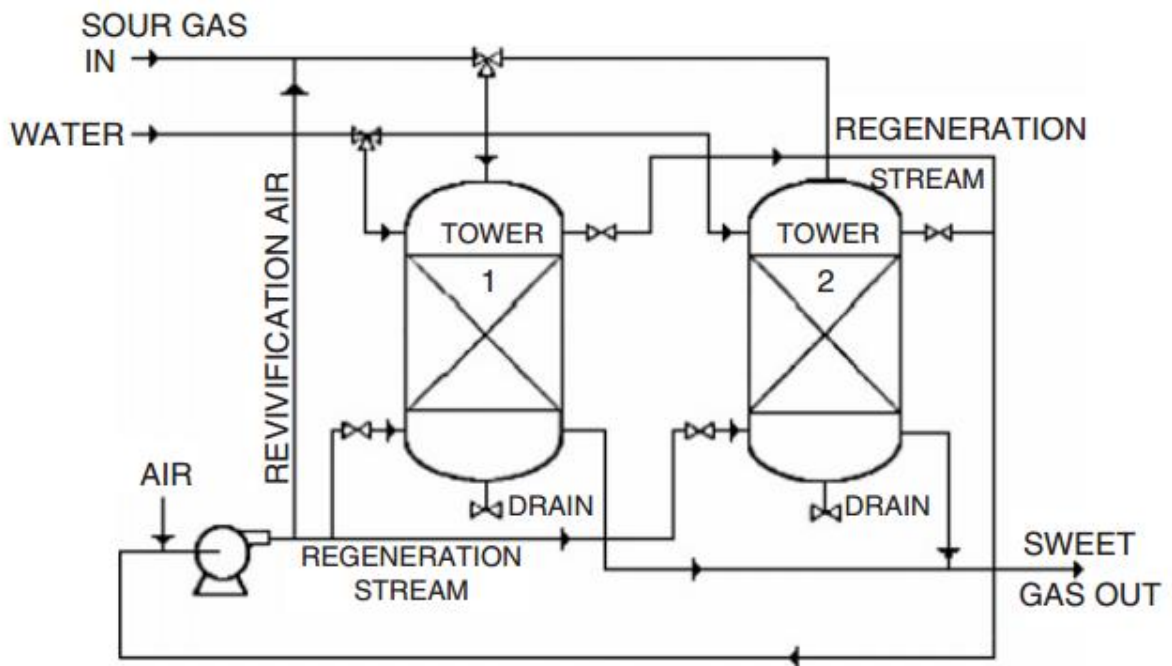 SOUR GAS
IN
WATER
REGENERATION
STREAM
REVIVIFICATION AIR
TOWER
1
TOWER
2
AIR
DRAIN
DRAIN
REGENERATION
STREAM
SWEET
GAS OUT